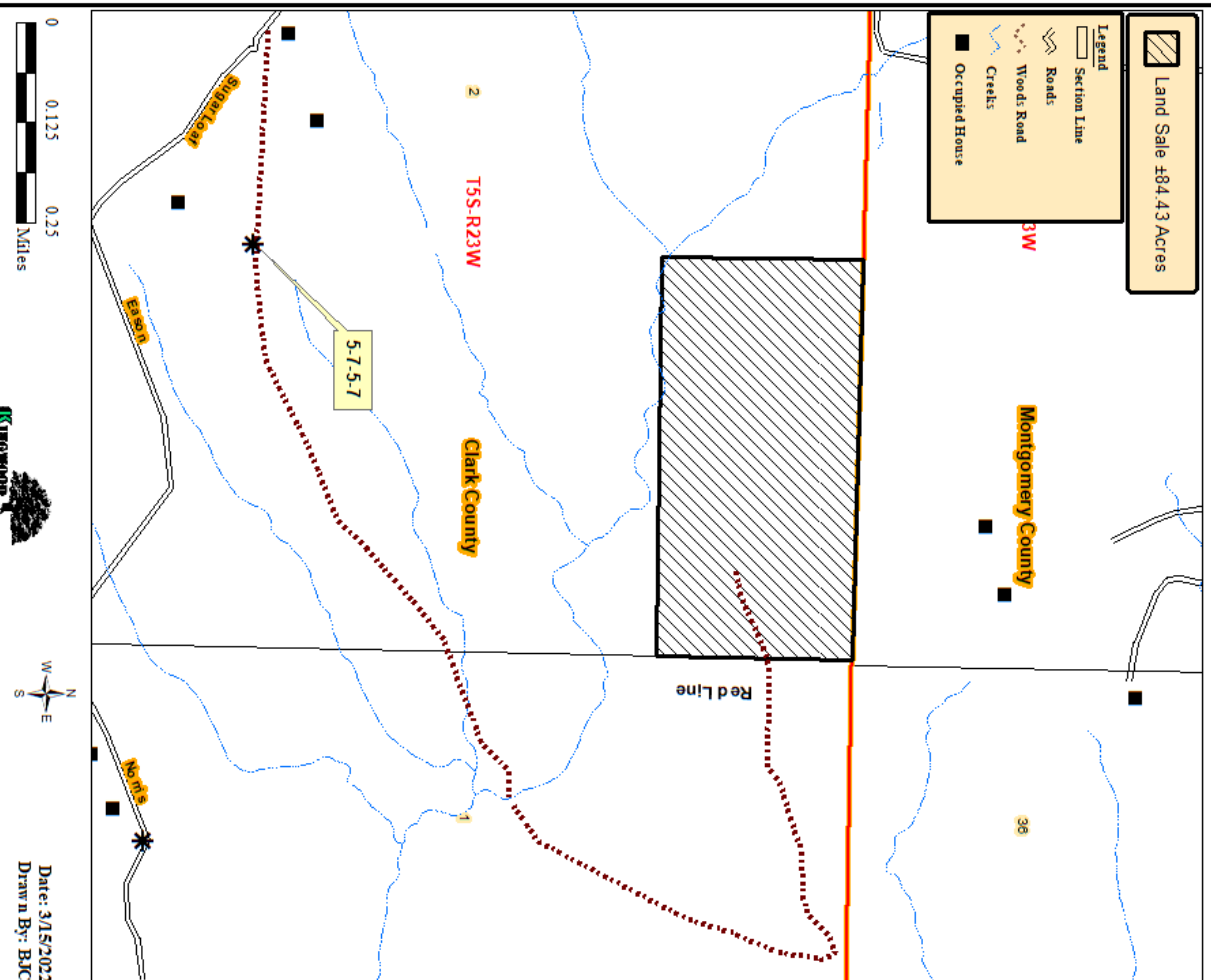 Land Sale ±84.43 Acres
Legend
Section Line
Roads
Woods Road
Creeks
Occupied House
3W
Montgomery County
36
2
T5S-R23W
Clark County
1
Red Line
5-7-5-7
Sugar Loaf
Eason
Norris
0 0.125 0.25
Miles
KINGWOOD
N
W E
S
Date: 3/15/2022
Drawn By: BJC